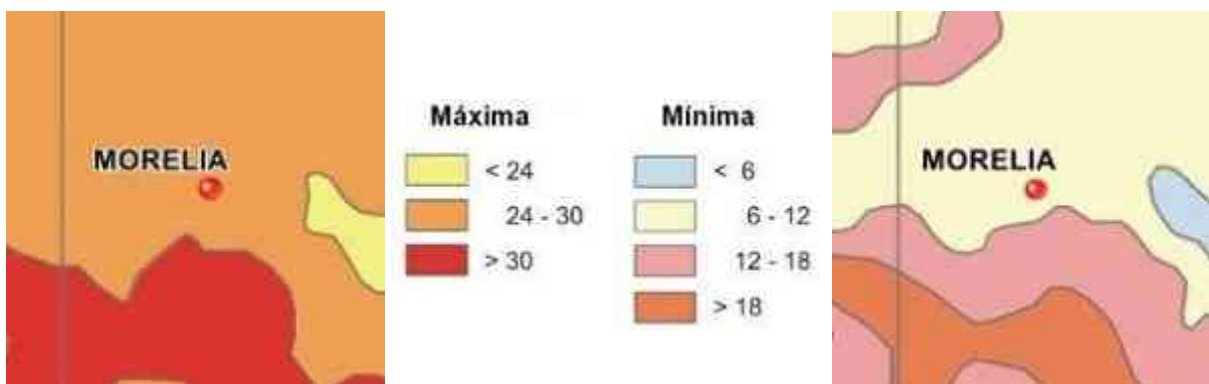 MORELIA
Máxima
< 24
24 - 30
> 30
Mínima
< 6
6 - 12
12 - 18
> 18
MORELIA